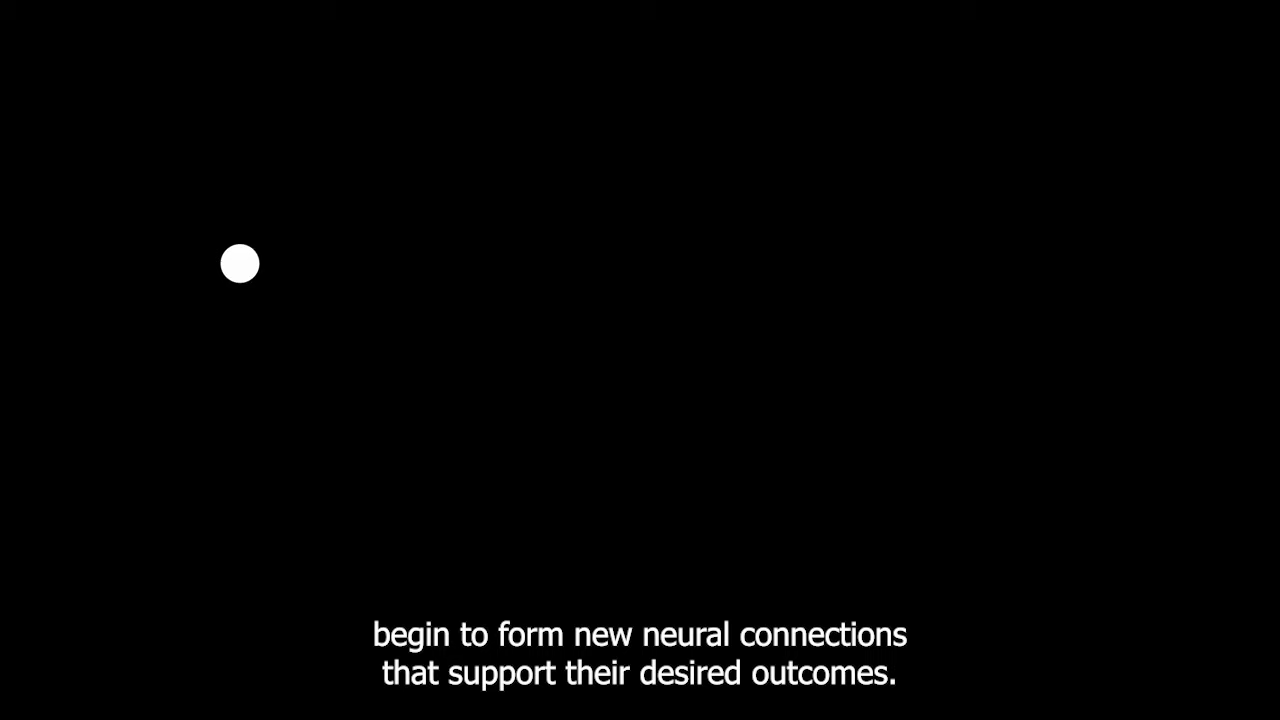 begin to form new neural connections
that support their desired outcomes.